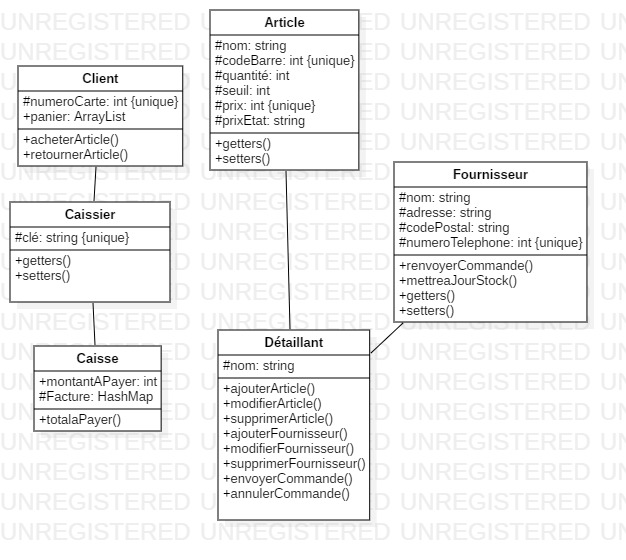 Client
#numeroCarte: int {unique}
+panier: ArrayList
+acheterArticle()
+retournerArticle()
Caissier
#clé: string {unique}
+getters()
+setters()
Caisse
+montantAPayer: int
#Facture: HashMap
+totalaPayer()
Article
#nom: string
#codeBarre: int {unique}
#quantité: int
#seuil: int
#prix: int {unique}
#prixEtat: string
+getters()
+setters()
Fournisseur
#nom: string
#adresse: string
#codePostal: string
#numeroTelephone: int {unique}
+renvoyerCommande()
+mettreaJourStock()
+getters()
+setters()
Détaillant
#nom: string
+ajouterArticle()
+modifierArticle()
+supprimerArticle()
+ajouterFournisseur()
+modifierFournisseur()
+supprimerFournisseur()
+envoyerCommande()
+annulerCommande()
UNREGISTERED